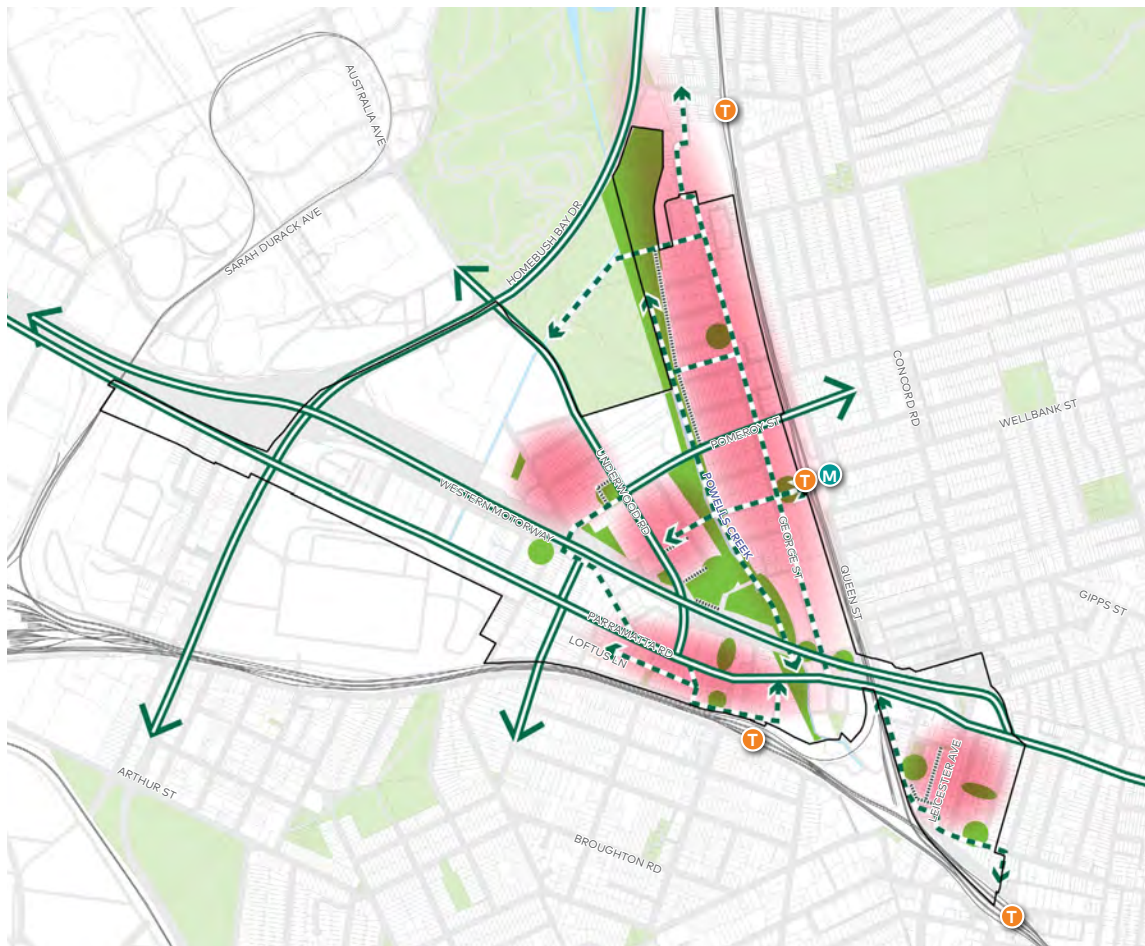 AUSTRALIA AVE
T
SARAH DURACK AVE
HOMEBUSH BAY DR
CONCORD RD
WELLBANK ST
POMEROY ST
UNDERWOOD RD
WESTERN MOTORWAY
T
M
POWELLS CREEK
GEORGE ST
QUEEN ST
GIPPS ST
PARRAMATTA RD
LOFTUS LN
T
ARTHUR ST
LEICESTER AVE
BROUGHTON RD
T